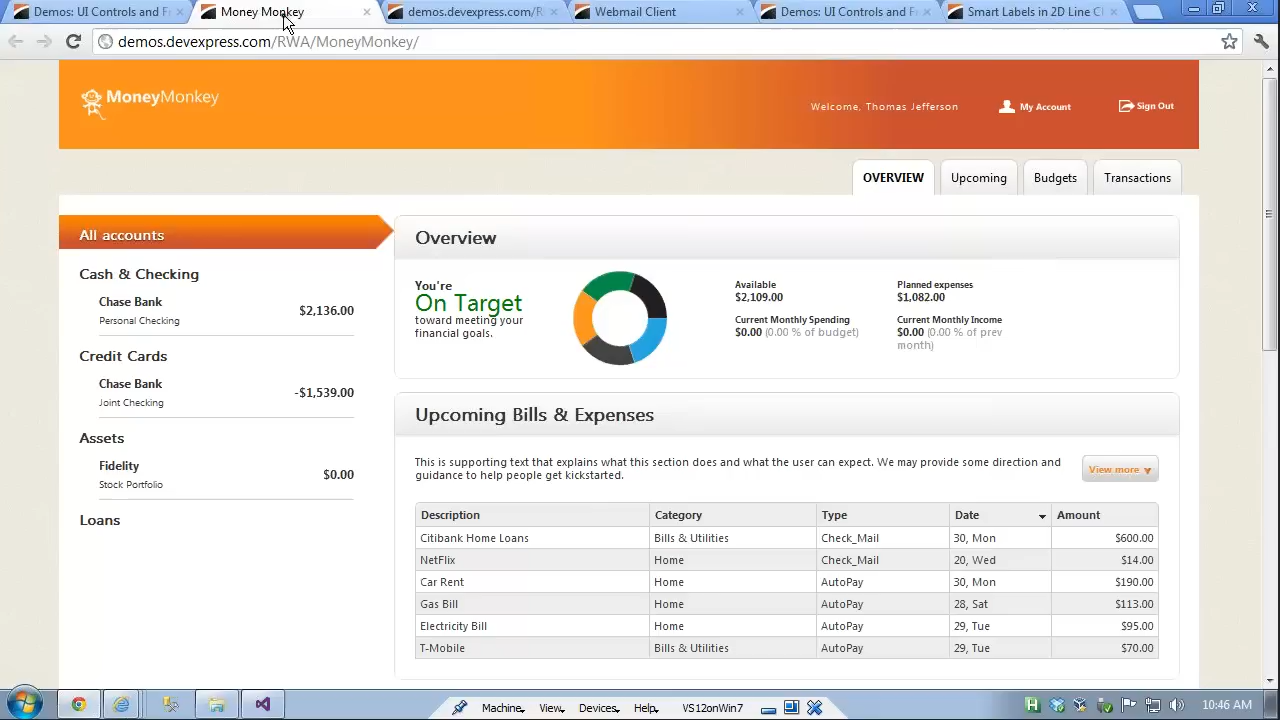 Demos: UI Controls and Fr
Money Monkey
demos.devexpress.com/R
Webmail Client
Demos: UI Controls and Fr
Smart Labels in 2D Line Ch
demos.devexpress.com/RWA/MoneyMonkey/
MoneyMonkey
Welcome, Thomas Jefferson
My Account
Sign Out
OVERVIEW
Upcoming
Budgets
Transactions
All accounts
Cash & Checking
Chase Bank
$2,136.00
Personal Checking
Credit Cards
Chase Bank
-$1,539.00
Joint Checking
Assets
Fidelity
$0.00
Stock Portfolio
Loans
Overview
You're
On Target
toward meeting your
financial goals.
Available
$2,109.00
Planned expenses
$1,082.00
Current Monthly Spending
$0.00 (0.00 % of budget)
Current Monthly Income
$0.00 (0.00 % of prev
month)
Upcoming Bills & Expenses
This is supporting text that explains what this section does and what the user can expect. We may provide some direction and
guidance to help people get kickstarted.
View more
Description Category Type Date Amount
Citibank Home Loans Bills & Utilities Check_Mail 30, Mon $600.00
NetFlix Home Check_Mail 20, Wed $14.00
Car Rent Home AutoPay 30, Mon $190.00
Gas Bill Home AutoPay 28, Sat $113.00
Electricity Bill Home AutoPay 29, Tue $95.00
T-Mobile Bills & Utilities AutoPay 29, Tue $70.00
Machine View Devices Help VS12onWin7
10:46 AM